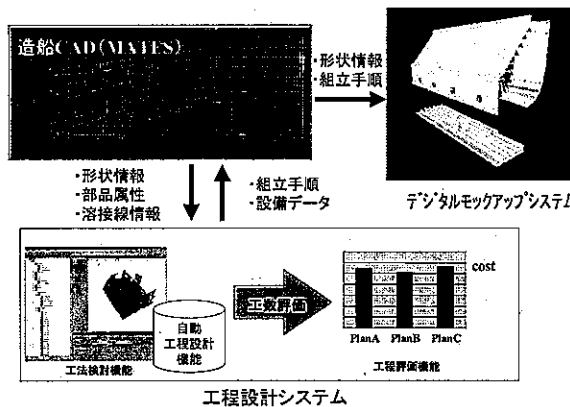 造船CAD(MATES)
・形状情報
・組立手順
デジタルモックアップシステム
・形状情報
・部品属性
・溶接線情報
・組立手順
・設備データ
工数評価
自動
工程設計
機能
工法検討機能
cost
PlanA PlanB PlanC
工程評価機能
工程設計システム